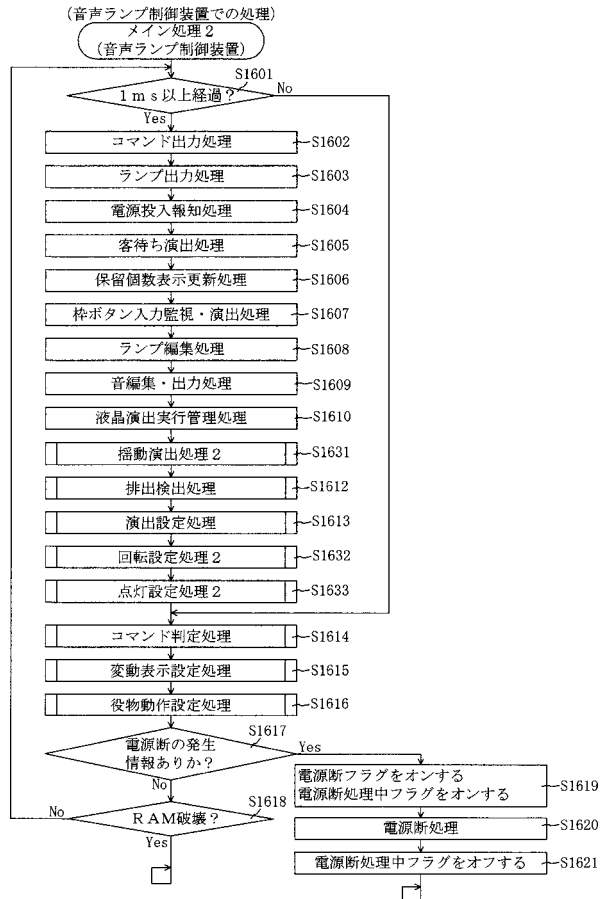 (音声ランプ制御装置での処理)
メイン処理2
(音声ランプ制御装置)
S1601
1ms以上経過?
No
Yes
コマンド出力処理 S1602
ランプ出力処理 S1603
電源投入報知処理 S1604
客待ち演出処理 S1605
保留個数表示更新処理 S1606
枠ボタン入力監視・演出処理 S1607
ランプ編集処理 S1608
音編集・出力処理 S1609
液晶演出実行管理処理 S1610
揺動演出処理2 S1631
排出検出処理 S1612
演出設定処理 S1613
回転設定処理2 S1632
点灯設定処理2 S1633
コマンド判定処理 S1614
変動表示設定処理 S1615
役物動作設定処理 S1616
S1617
電源断の発生
情報ありか?
Yes
No
S1618
RAM破壊?
No
Yes
電源断フラグをオンする
電源断処理中フラグをオンする
S1619
電源断処理 S1620
電源断処理中フラグをオフする S1621